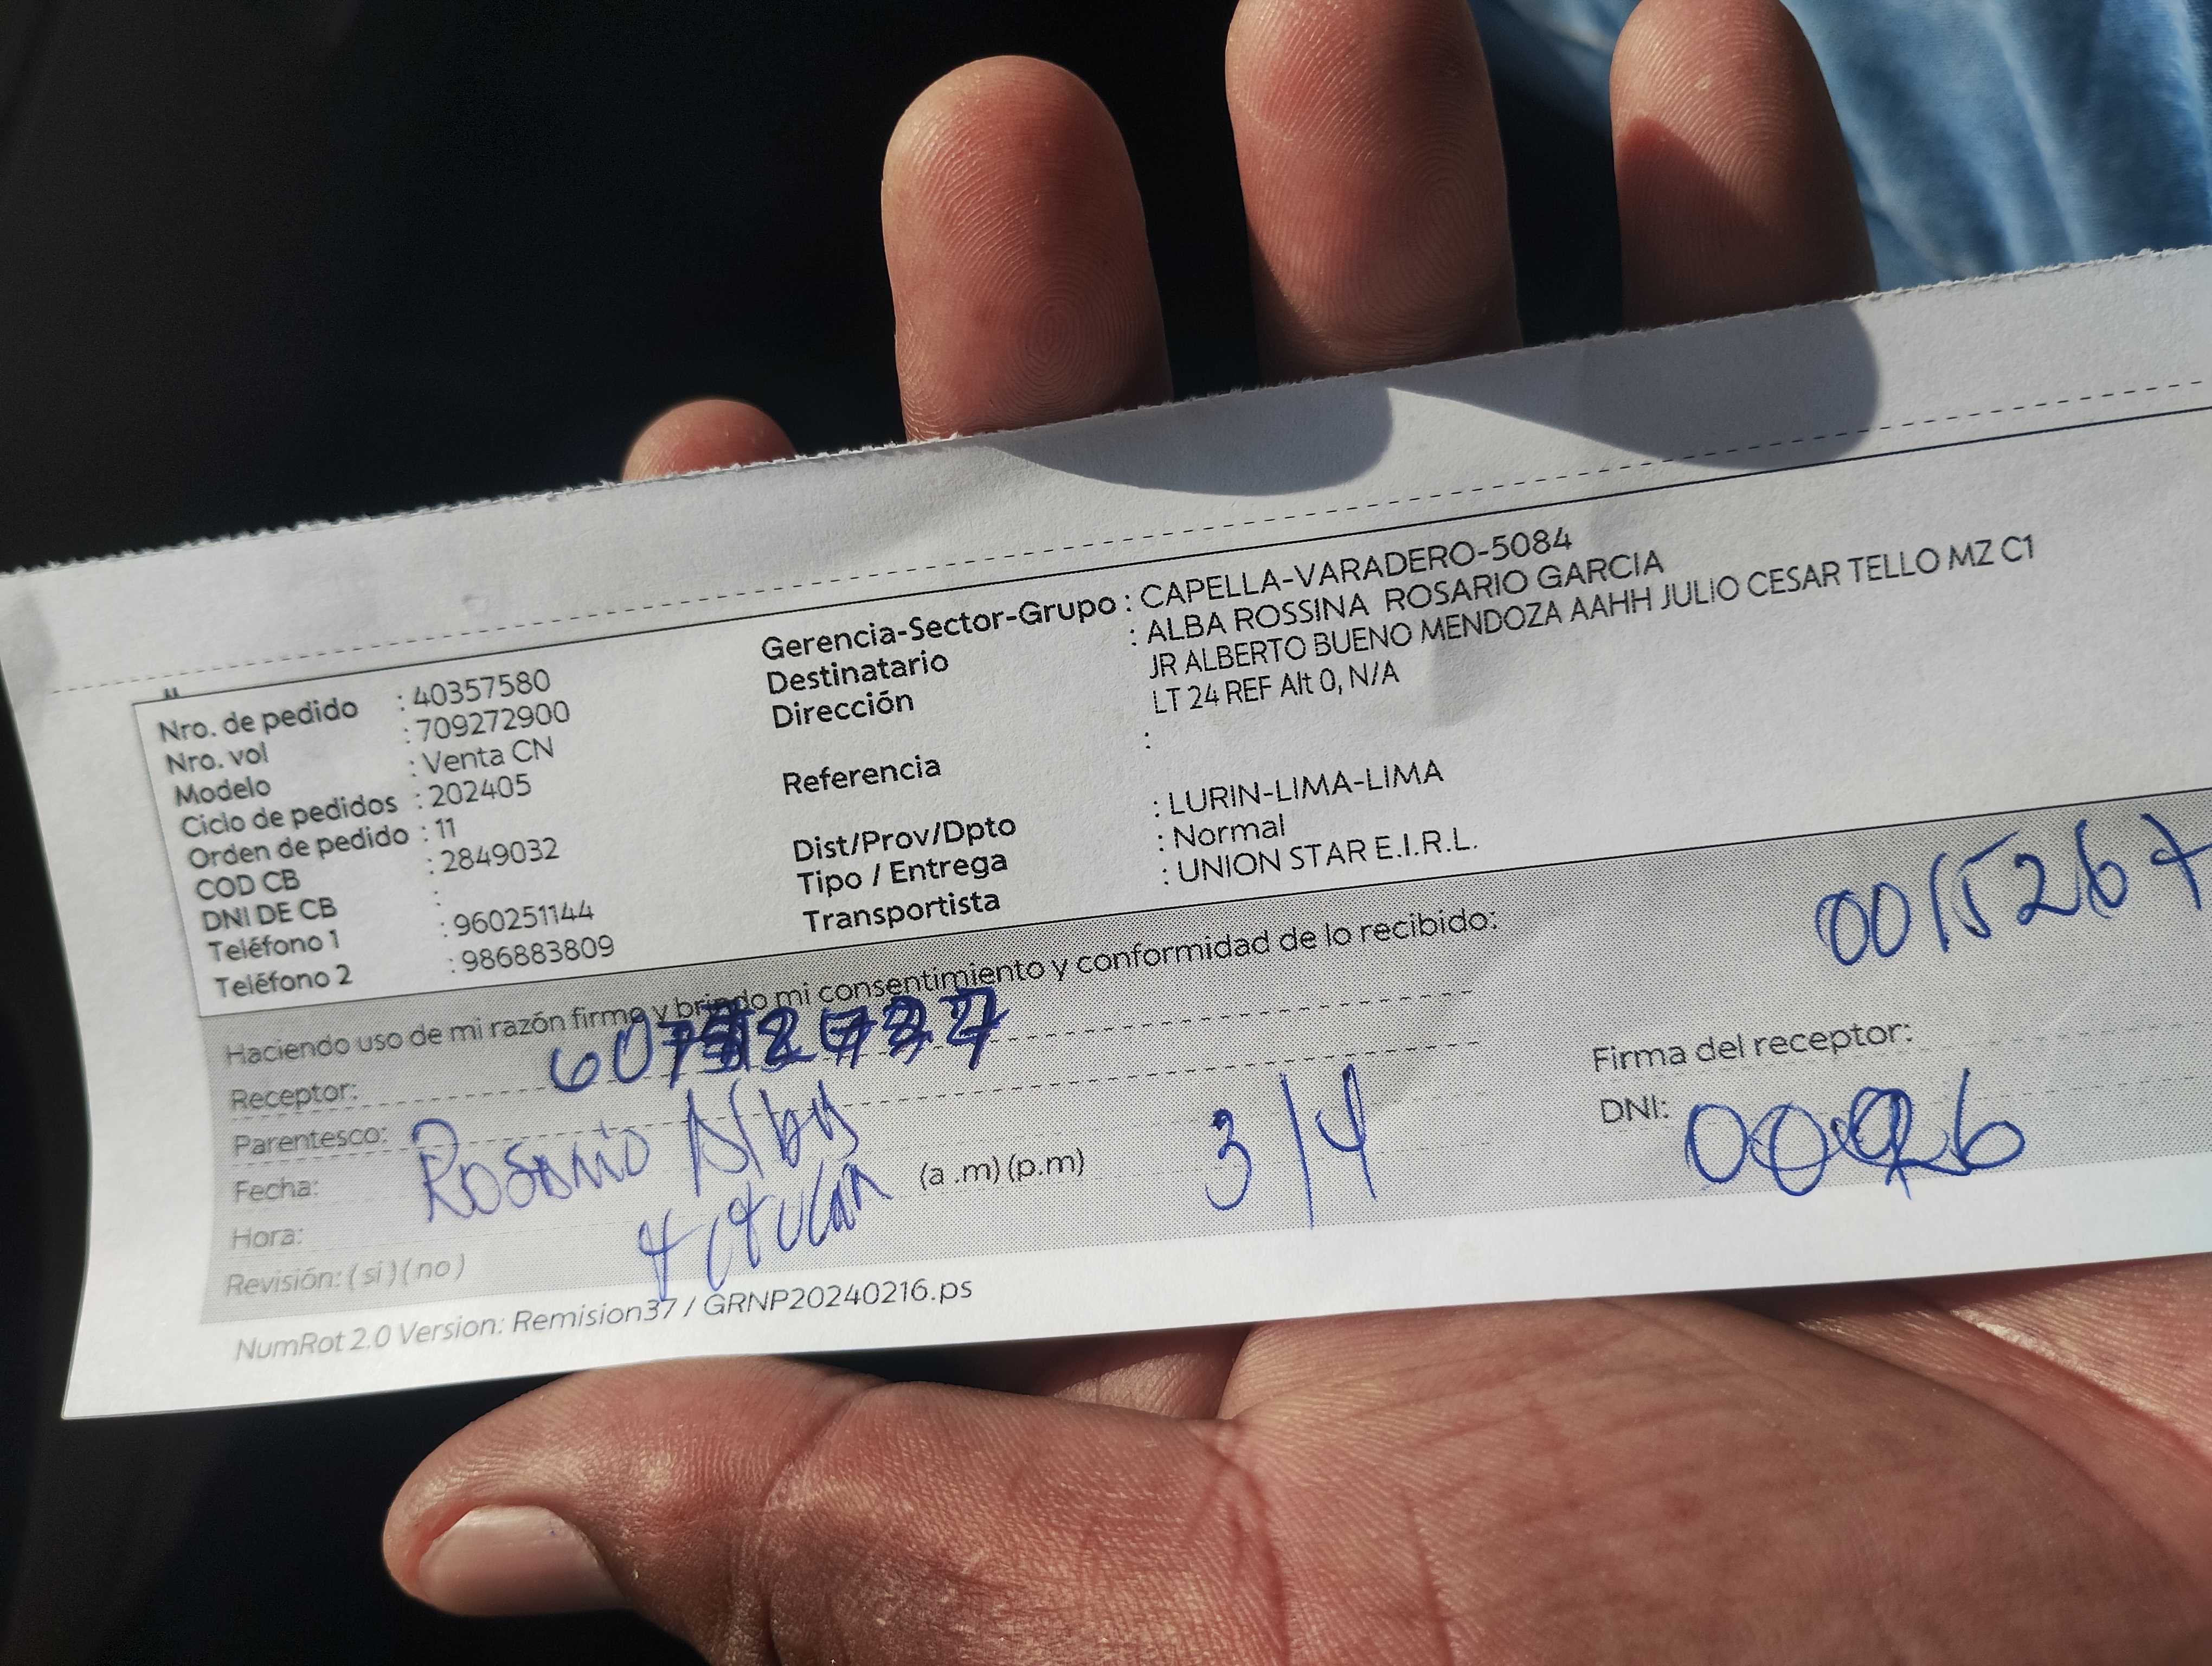 Nro. de pedido : 40357580
Nro. vol : 709272900
Modelo : Venta CN
Ciclo de pedidos : 202405
Orden de pedido : 11
COD CB : 2849032
DNI DE CB :
Teléfono 1 : 960251144
Teléfono 2 : 986883809
Gerencia-Sector-Grupo : CAPELLA-VARADERO-5084
Destinatario : ALBA ROSSINA ROSARIO GARCIA
Dirección JR ALBERTO BUENO MENDOZA AAHH JULIO CESAR TELLO MZ C1
LT 24 REF Alt 0, N/A
Referencia :
Dist/Prov/Dpto : LURIN-LIMA-LIMA
Tipo / Entrega : Normal
Transportista : UNION STAR E.I.R.L.
Haciendo uso de mi razón firmo y brindo mi consentimiento y conformidad de lo recibido:
0015267
Receptor:
Parentesco: Rosario Alba
Fecha:
Hora: titular (a .m) (p.m) 3/4
Revisión: ( si ) ( no )
Firma del receptor:
DNI:
NumRot 2.0 Version: Remision37 / GRNP20240216.ps